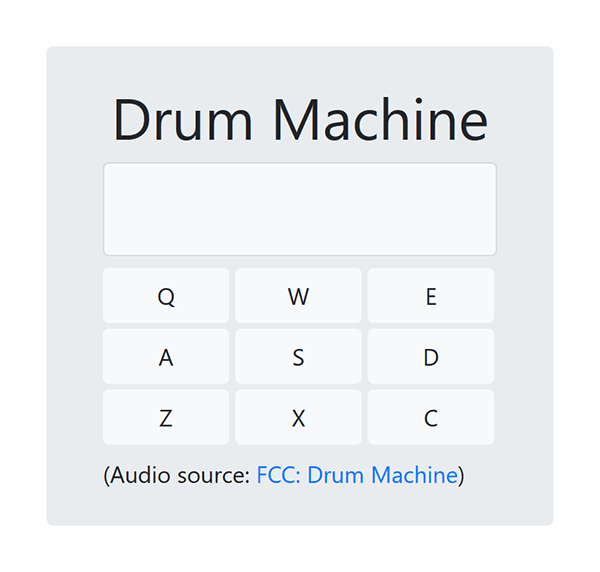 Drum Machine
Q W E
A S D
Z X C
(Audio source: FCC: Drum Machine)